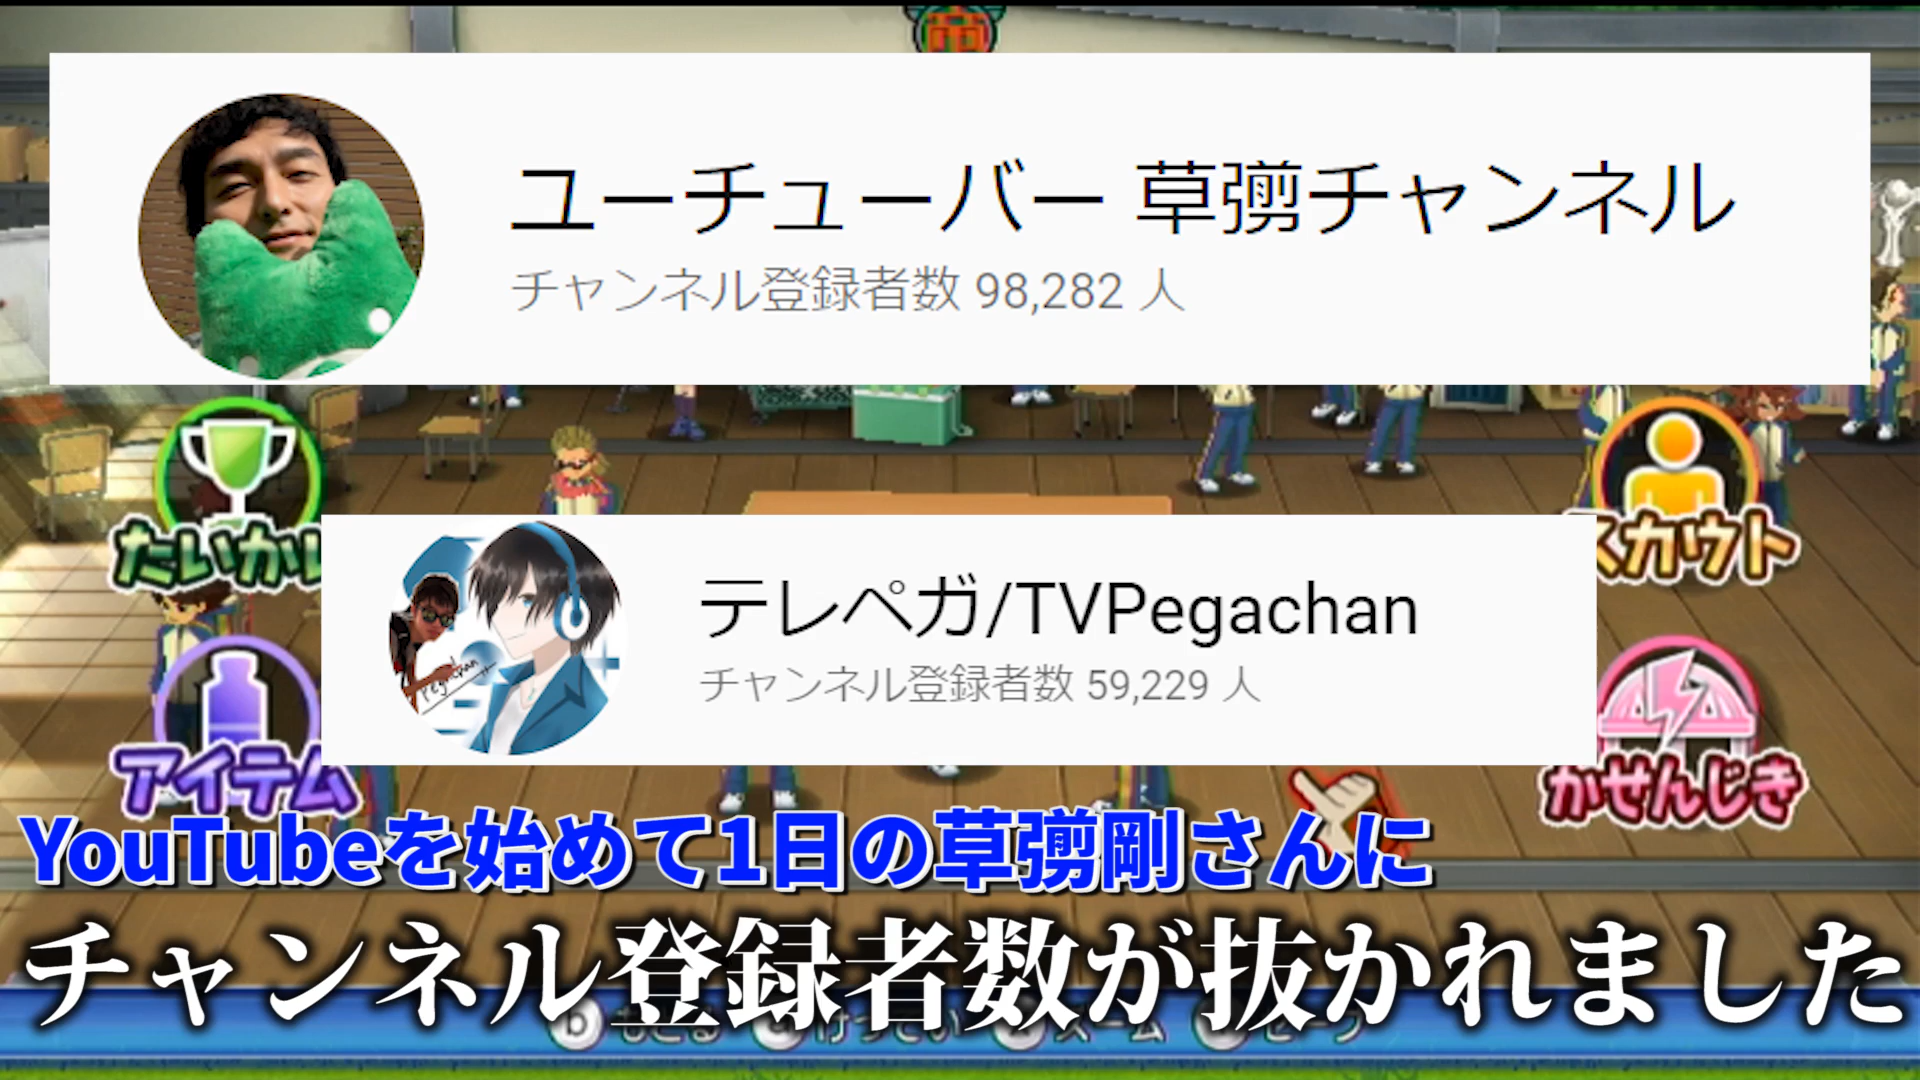 ユーチューバー 草彅チャンネル
チャンネル登録者数 98,282 人
たいかい
スカウト
テレペガ/TVPegachan
チャンネル登録者数 59,229 人
Pegachan
アイテム
かせんじき
YouTubeを始めて1日の草彅剛さんに
チャンネル登録者数が抜かれました